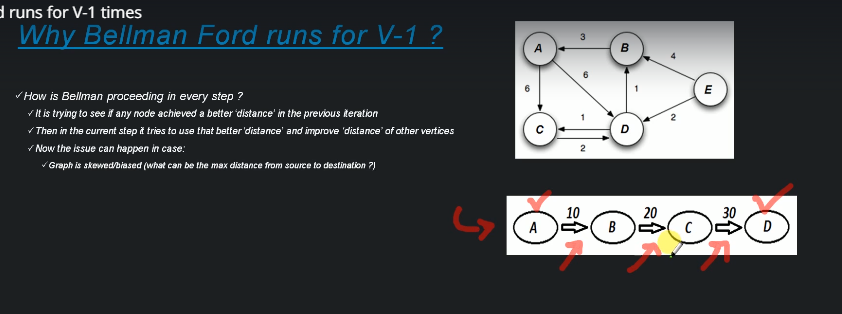 d runs for V-1 times
Why Bellman Ford runs for V-1 ?
✓How is Bellman proceeding in every step ?
✓It is trying to see if any node achieved a better 'distance' in the previous iteration
✓Then in the current step it tries to use that better 'distance' and improve 'distance' of other vertices
✓Now the issue can happen in case:
✓Graph is skewed/biased (what can be the max distance from source to destination ?)
A 3 B
4
6 6 1 E
1 2
C D
2
10 20 30
A B C D